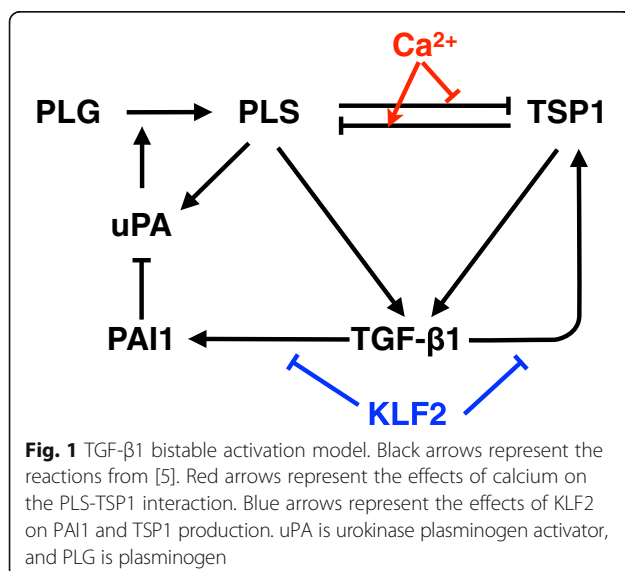 Ca²⁺
PLG PLS TSP1
uPA
PAI1 TGF-β1
KLF2
Fig. 1 TGF-β1 bistable activation model. Black arrows represent the
reactions from [5]. Red arrows represent the effects of calcium on
the PLS-TSP1 interaction. Blue arrows represent the effects of KLF2
on PAI1 and TSP1 production. uPA is urokinase plasminogen activator,
and PLG is plasminogen